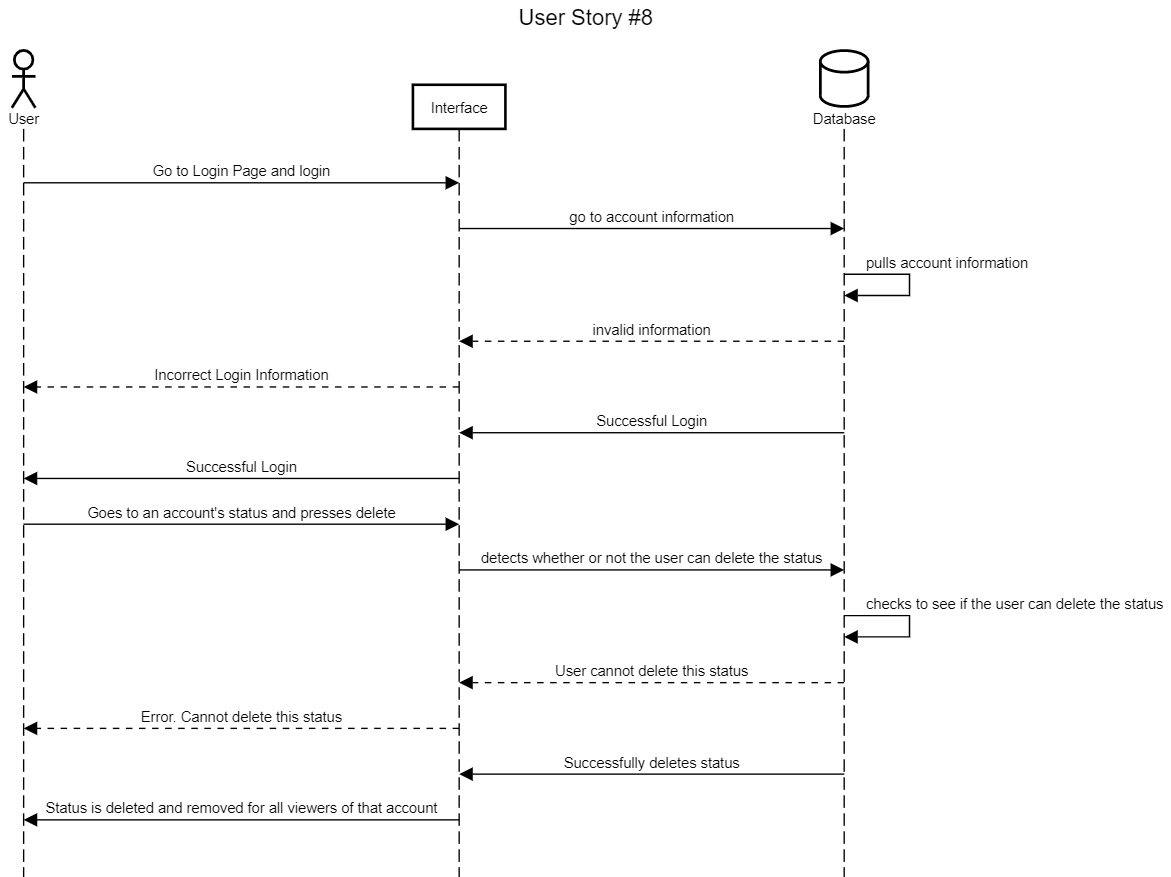 User Story #8
User
Interface
Database
Go to Login Page and login
go to account information
pulls account information
invalid information
Incorrect Login Information
Successful Login
Successful Login
Goes to an account's status and presses delete
detects whether or not the user can delete the status
checks to see if the user can delete the status
User cannot delete this status
Error. Cannot delete this status
Successfully deletes status
Status is deleted and removed for all viewers of that account